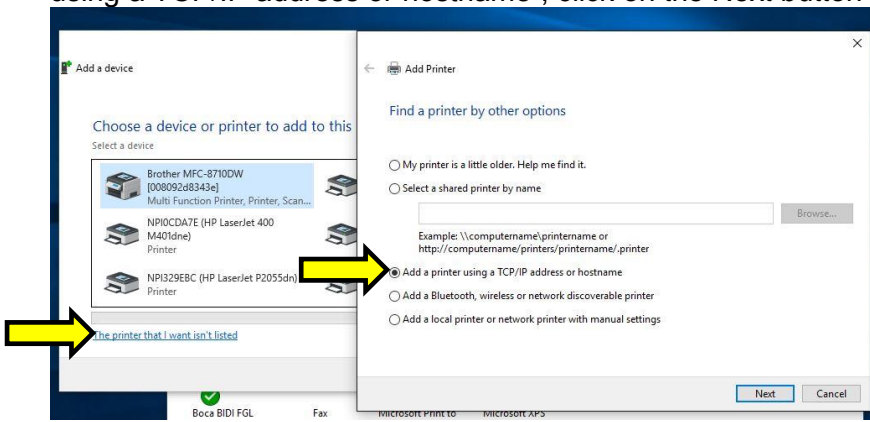 using a TCP/IP address or hostname", click on the Next button
Add a device
Choose a device or printer to add to this
Select a device
Brother MFC-8710DW
[008092d8343e]
Multi Function Printer, Printer, Scan...
NPI0CDA7E (HP LaserJet 400
M401dne)
Printer
NPI329EBC (HP LaserJet P2055dn)
Printer
The printer that I want isn't listed
Add Printer
Find a printer by other options
My printer is a little older. Help me find it.
Select a shared printer by name
Browse...
Example: \\computername\printername or
http://computername/printers/printername/.printer
Add a printer using a TCP/IP address or hostname
Add a Bluetooth, wireless or network discoverable printer
Add a local printer or network printer with manual settings
Next Cancel
Boca BIDI FGL Fax Microsoft Print to Microsoft XPS